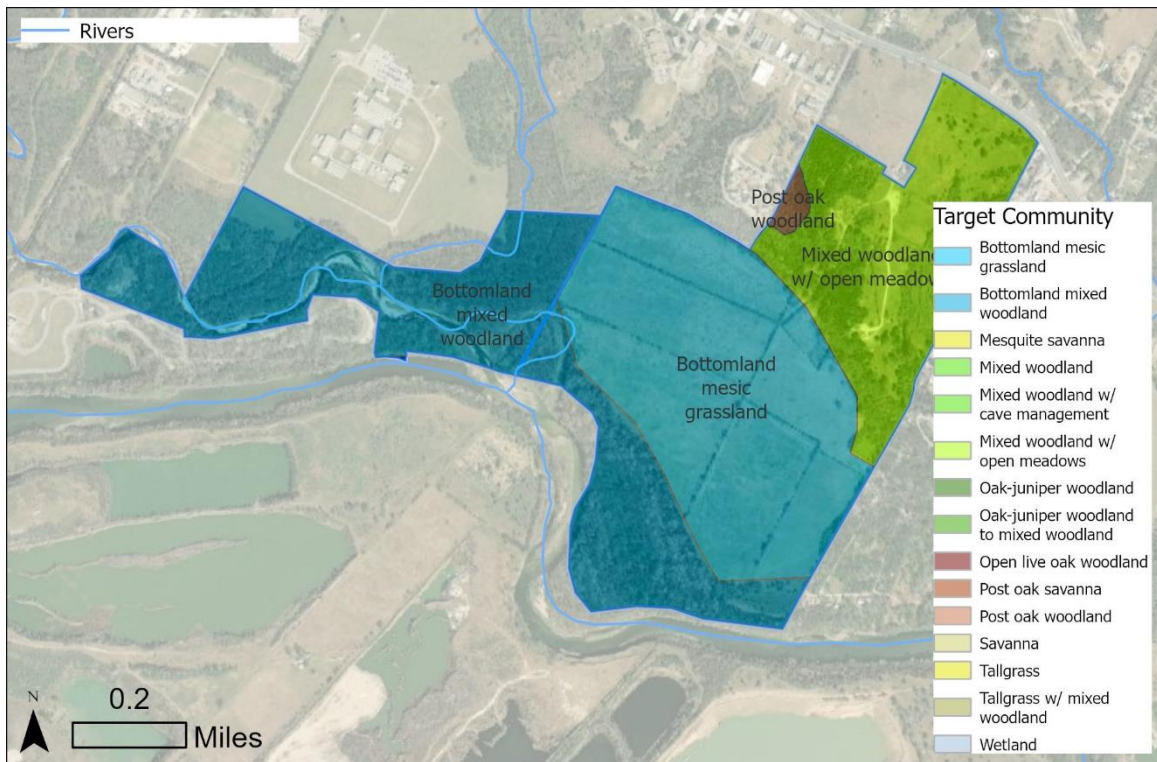 Rivers
Post oak
woodland
Mixed woodland
w/ open meadow
Bottomland
mixed
woodland
Bottomland
mesic
grassland
Target Community
Bottomland mesic
grassland
Bottomland mixed
woodland
Mesquite savanna
Mixed woodland
Mixed woodland w/
cave management
Mixed woodland w/
open meadows
Oak-juniper woodland
Oak-juniper woodland
to mixed woodland
Open live oak woodland
Post oak savanna
Post oak woodland
Savanna
Tallgrass
Tallgrass w/ mixed
woodland
Wetland
N
0.2
Miles